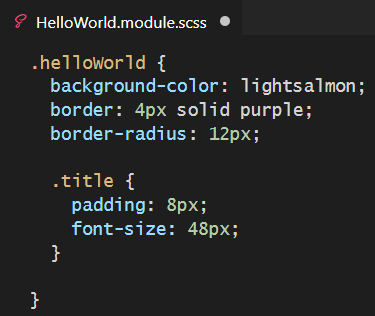 HelloWorld.module.scss
.helloWorld {
  background-color: lightsalmon;
  border: 4px solid purple;
  border-radius: 12px;
  .title {
    padding: 8px;
    font-size: 48px;
  }
}